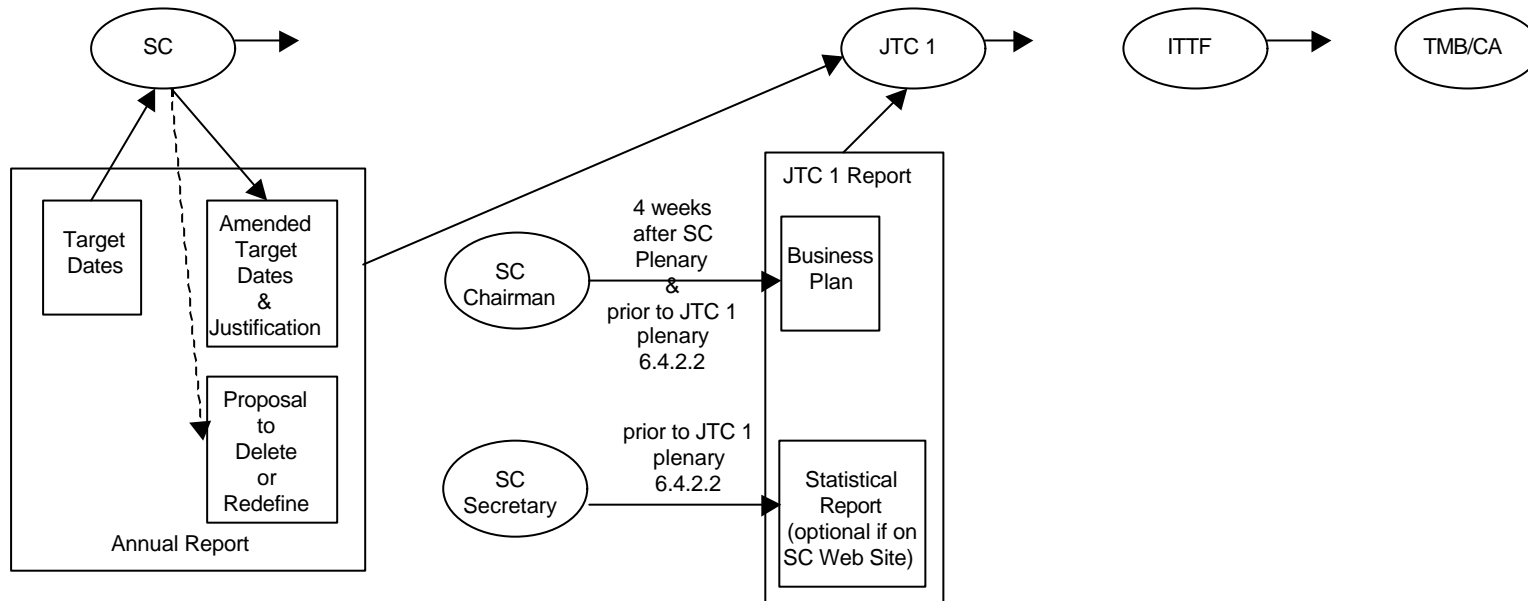 SC
JTC 1
ITTF
TMB/CA
Target
Dates
Amended
Target
Dates
&
Justification
Proposal
to
Delete
or
Redefine
Annual Report
SC
Chairman
4 weeks
after SC
Plenary
&
prior to JTC 1
plenary
6.4.2.2
SC
Secretary
prior to JTC 1
plenary
6.4.2.2
JTC 1 Report
Business
Plan
Statistical
Report
(optional if on
SC Web Site)